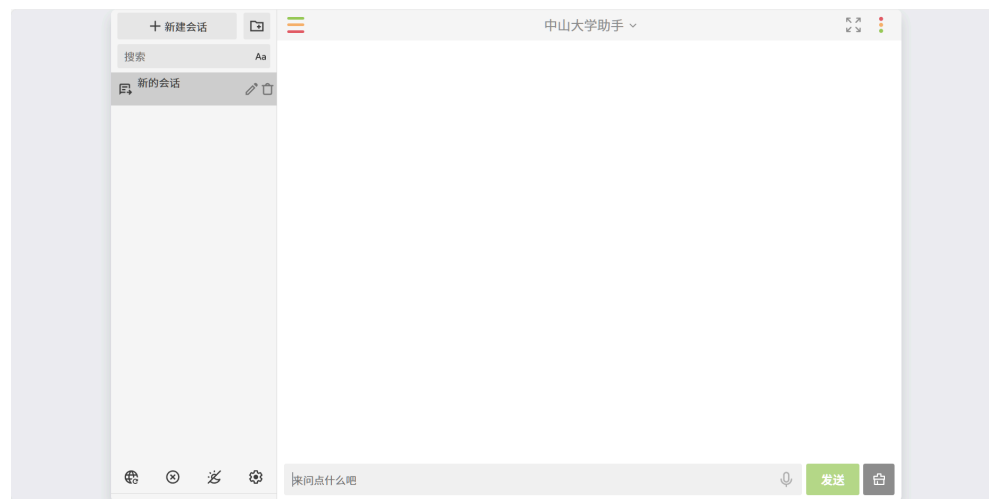 新建会话
搜索
Aa
新的会话
中山大学助手
来问点什么吧
发送